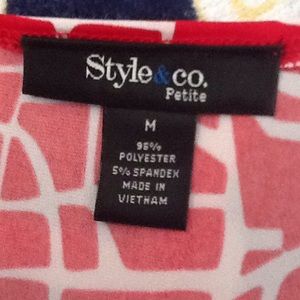 Style&co.
Petite
M
95%
POLYESTER
5% SPANDEX
MADE IN
VIETNAM